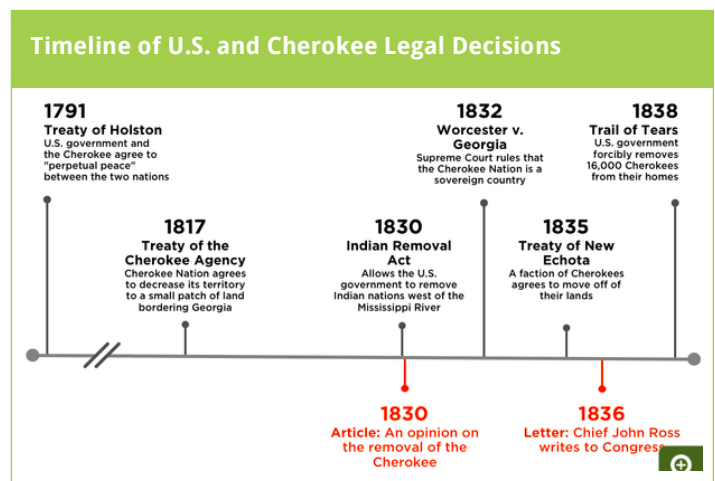 Timeline of U.S. and Cherokee Legal Decisions
1791
Treaty of Holston
U.S. government and
the Cherokee agree to
"perpetual peace"
between the two nations
1832
Worcester v.
Georgia
Supreme Court rules that
the Cherokee Nation is a
sovereign country
1838
Trail of Tears
U.S. government
forcibly removes
16,000 Cherokees
from their homes
1817
Treaty of the
Cherokee Agency
Cherokee Nation agrees
to decrease its territory
to a small patch of land
bordering Georgia
1830
Indian Removal
Act
Allows the U.S.
government to remove
Indian nations west of the
Mississippi River
1835
Treaty of New
Echota
A faction of Cherokees
agrees to move off of
their lands
1830
Article: An opinion on
the removal of the
Cherokee
1836
Letter: Chief John Ross
writes to Congress